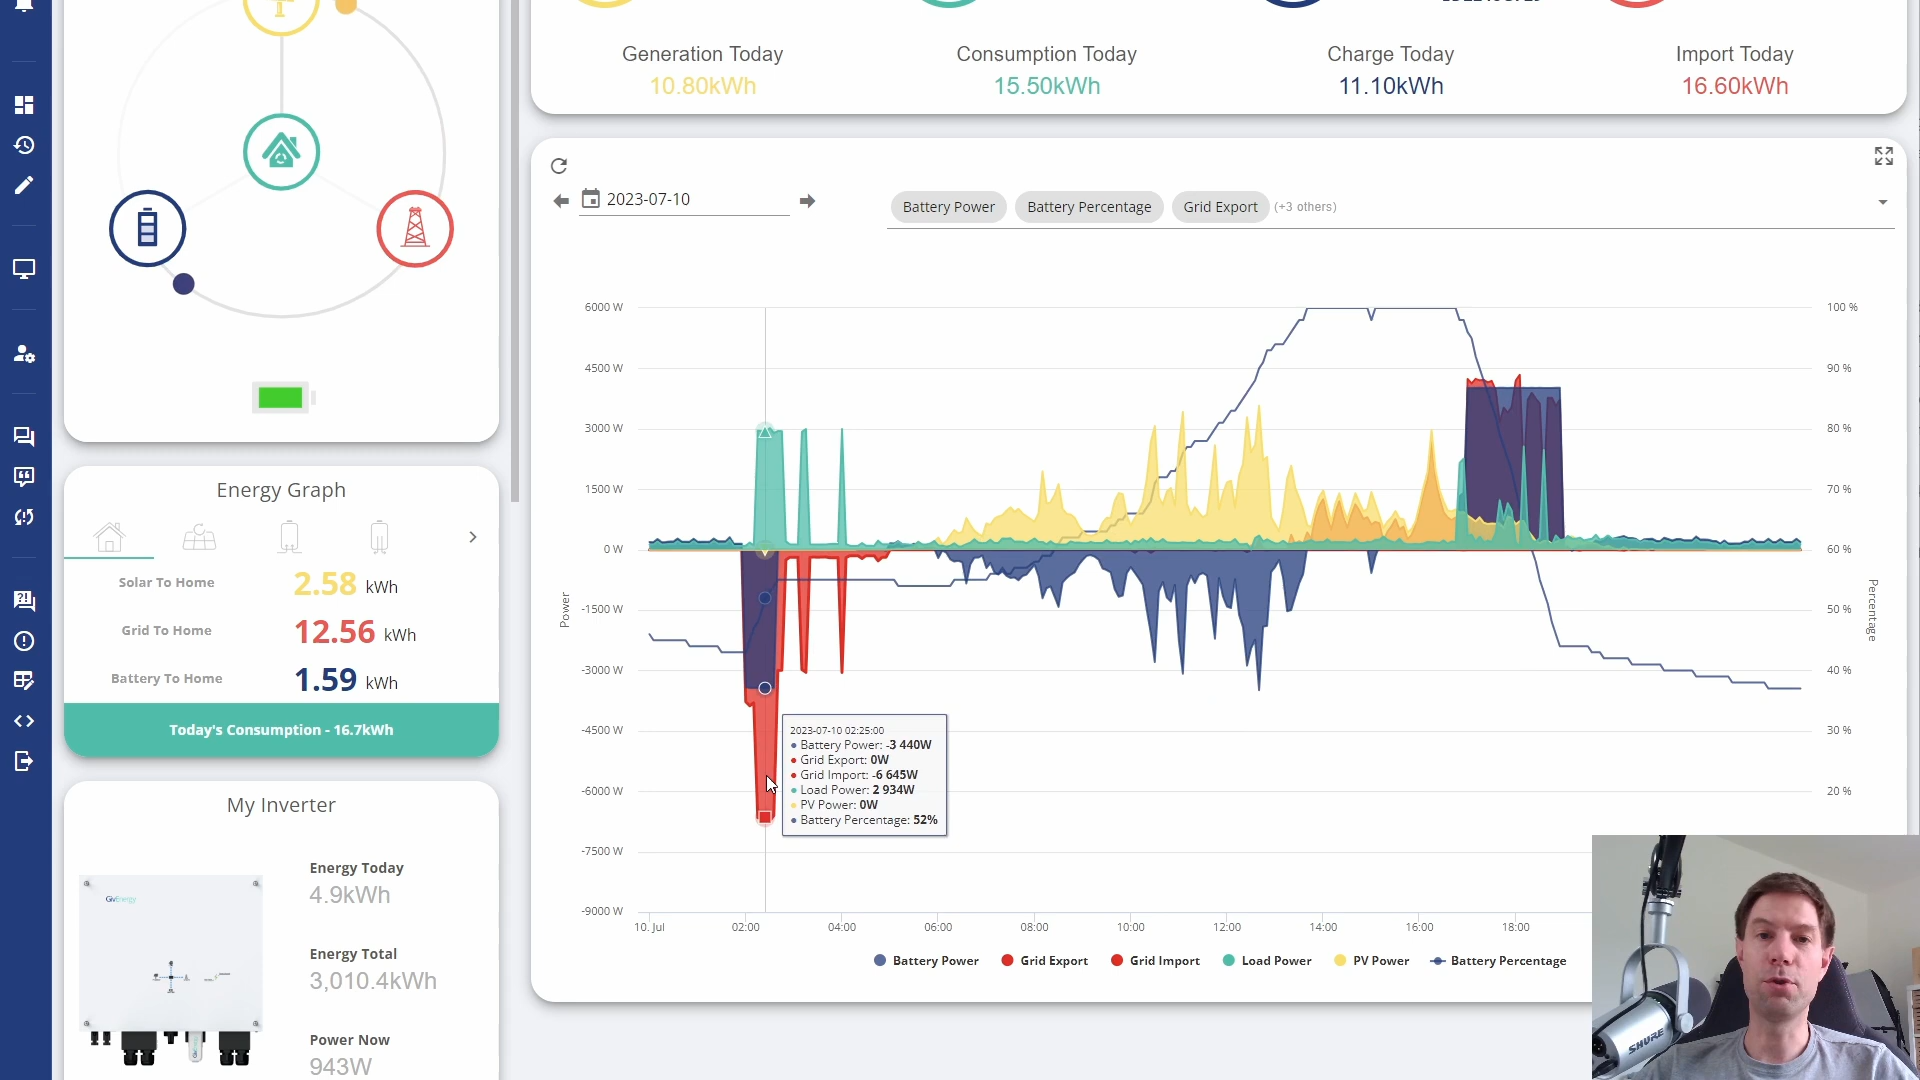 Generation Today
10.80kWh
Consumption Today
15.50kWh
Charge Today
11.10kWh
Import Today
16.60kWh
2023-07-10
Battery Power
Battery Percentage
Grid Export
(+3 others)
6000 W
4500 W
3000 W
1500 W
0 W
-1500 W
-3000 W
-4500 W
-6000 W
-7500 W
-9000 W
Power
100 %
90 %
80 %
70 %
60 %
50 %
40 %
30 %
20 %
Percentage
2023-07-10 02:25:00
Battery Power: -3 440W
Grid Export: 0W
Grid Import: -6 645W
Load Power: 2 934W
PV Power: 0W
Battery Percentage: 52%
10. Jul
02:00
04:00
06:00
08:00
10:00
12:00
14:00
16:00
18:00
Battery Power
Grid Export
Grid Import
Load Power
PV Power
Battery Percentage
Energy Graph
Solar To Home
2.58 kWh
Grid To Home
12.56 kWh
Battery To Home
1.59 kWh
Today's Consumption - 16.7kWh
My Inverter
GivEnergy
Energy Today
4.9kWh
Energy Total
3,010.4kWh
Power Now
943W
SHURE